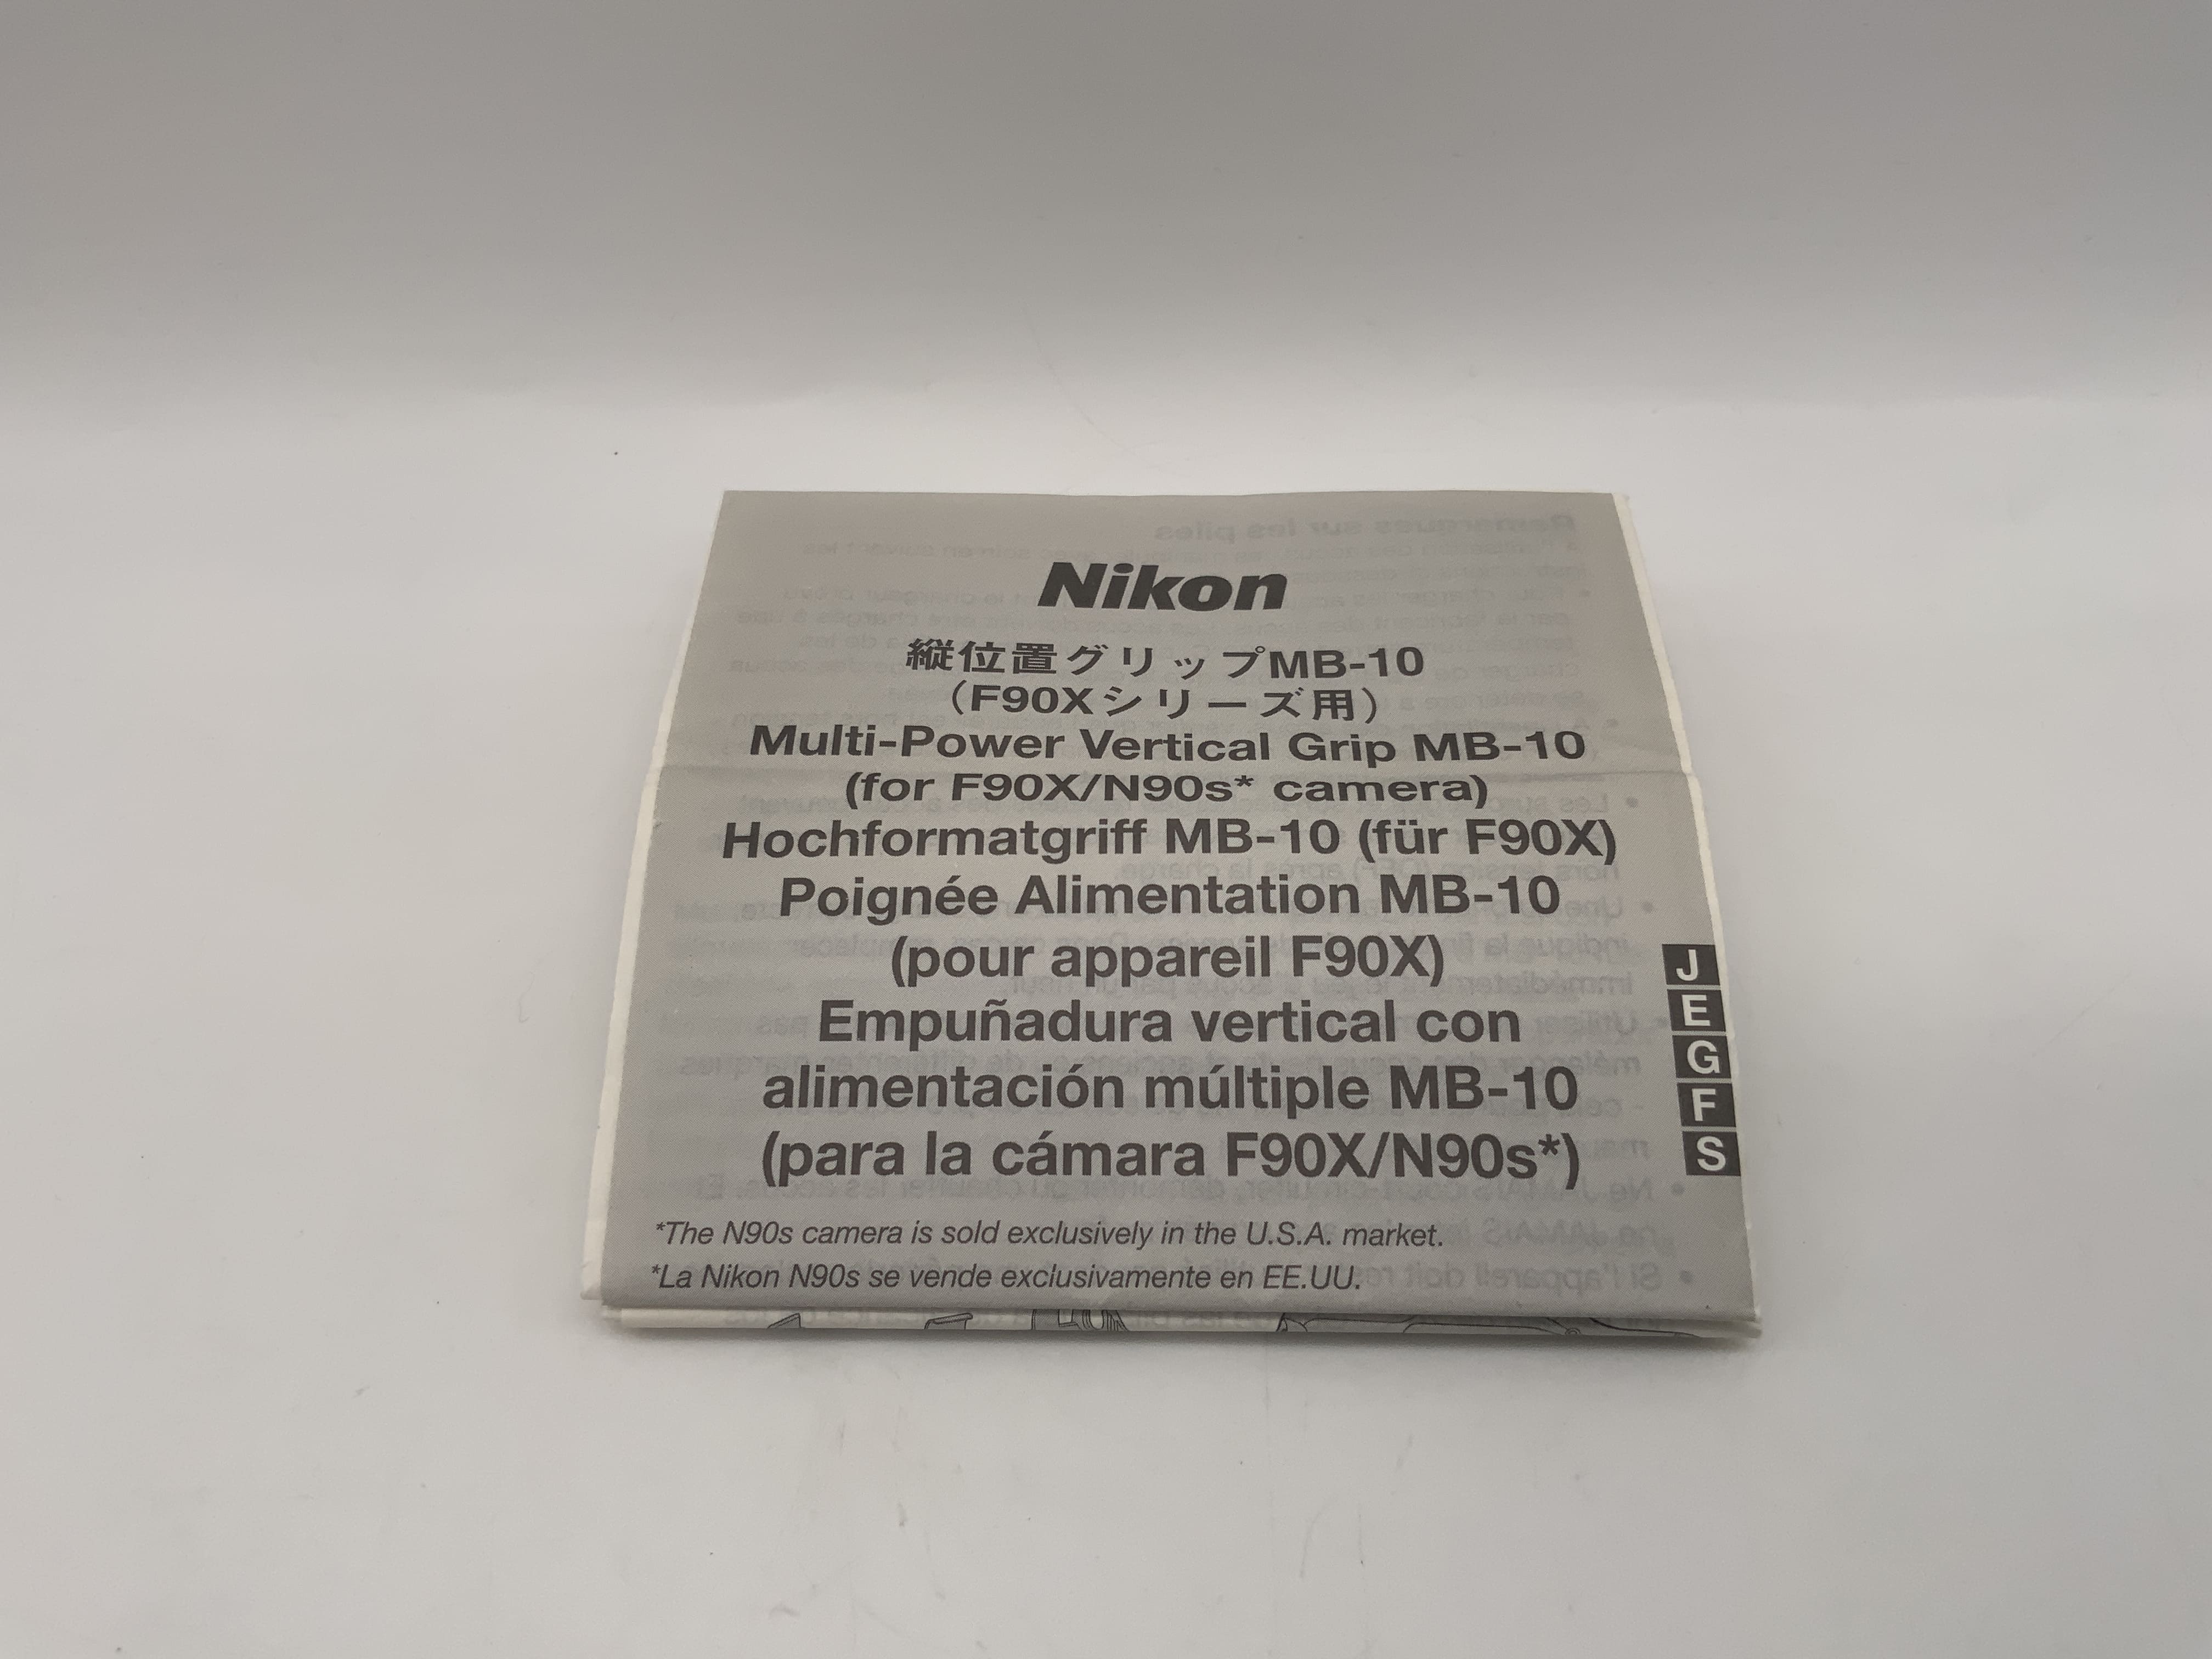 Nikon
縦位置グリップMB-10
（F90Xシリーズ用）
Multi-Power Vertical Grip MB-10
(for F90X/N90s* camera)
Hochformatgriff MB-10 (für F90X)
Poignée Alimentation MB-10
(pour appareil F90X)
Empuñadura vertical con
alimentación múltiple MB-10
(para la cámara F90X/N90s*)
J
E
G
F
S
*The N90s camera is sold exclusively in the U.S.A. market.
*La Nikon N90s se vende exclusivamente en EE.UU.